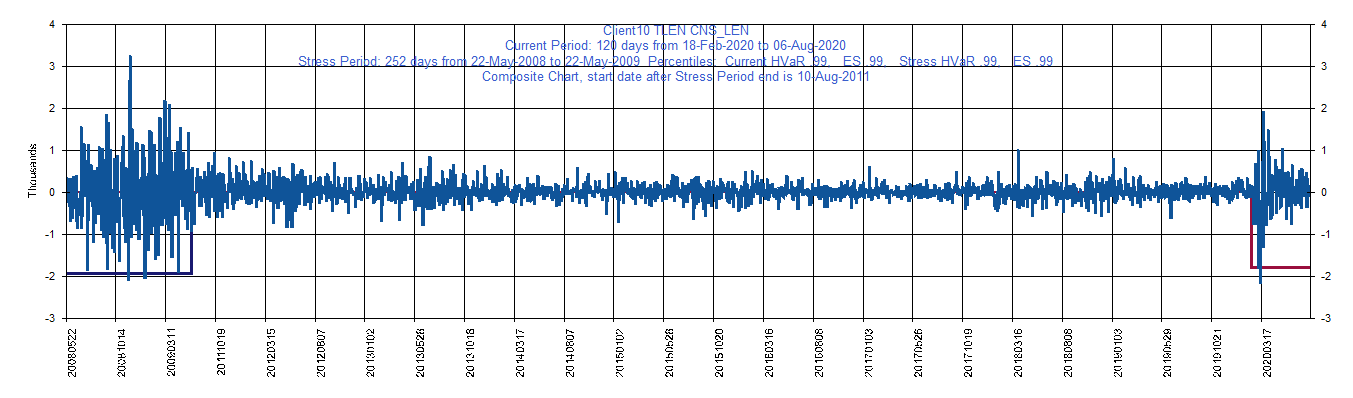 Client10 TLEN CNS_LEN
Current Period: 120 days from 18-Feb-2020 to 06-Aug-2020
Stress Period: 252 days from 22-May-2008 to 22-May-2009 Percentiles: Current HVaR .99, ES .99, Stress HVaR .99, ES .99
Composite Chart, start date after Stress Period end is 10-Aug-2011
4 4
3 3
2 2
1 1
0 0
-1 -1
-2 -2
-3 -3
Thousands
20080522 20081014 20090311 20111019 20120315 20120807 20130102 20130528 20131018 20140317 20140807 20150102 20150528 20151020 20160316 20160808 20170103 20170526 20171019 20180316 20180808 20190103 20190529 20191021 20200317